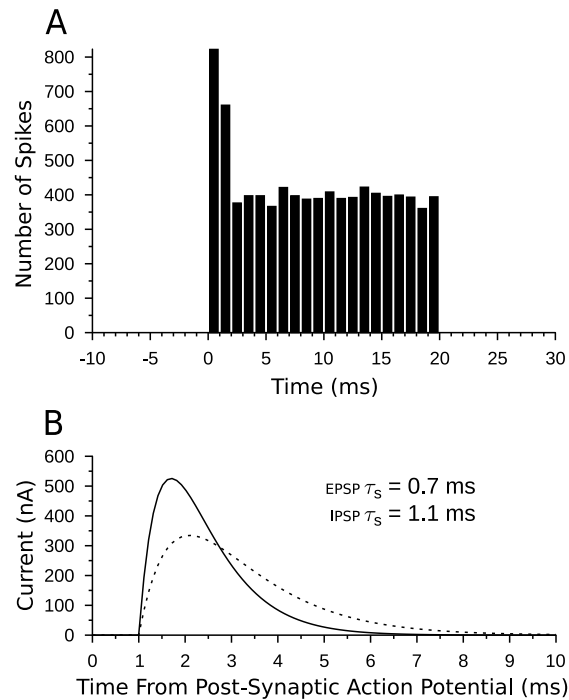 A
800
700
600
500
400
300
200
100
0
Number of Spikes
-10 -5 0 5 10 15 20 25 30
Time (ms)
B
600
500
400
300
200
100
0
Current (nA)
EPSP τs = 0.7 ms
IPSP τs = 1.1 ms
0 1 2 3 4 5 6 7 8 9 10
Time From Post-Synaptic Action Potential (ms)